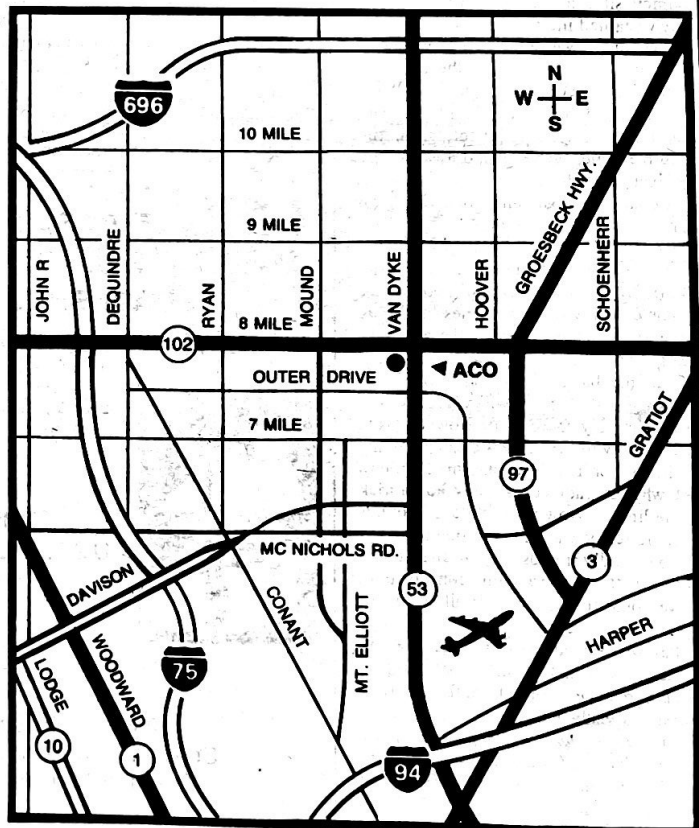 696
N
W E
S
10 MILE
9 MILE
JOHN R
DEQUINDRE
RYAN
MOUND
VAN DYKE
HOOVER
GROESBECK HWY.
SCHOENHERR
8 MILE
102
OUTER DRIVE
ACO
7 MILE
GRATIOT
97
MC NICHOLS RD.
3
DAVISON
53
CONANT
MT. ELLIOTT
HARPER
WOODWARD
LODGE
75
10
1
94